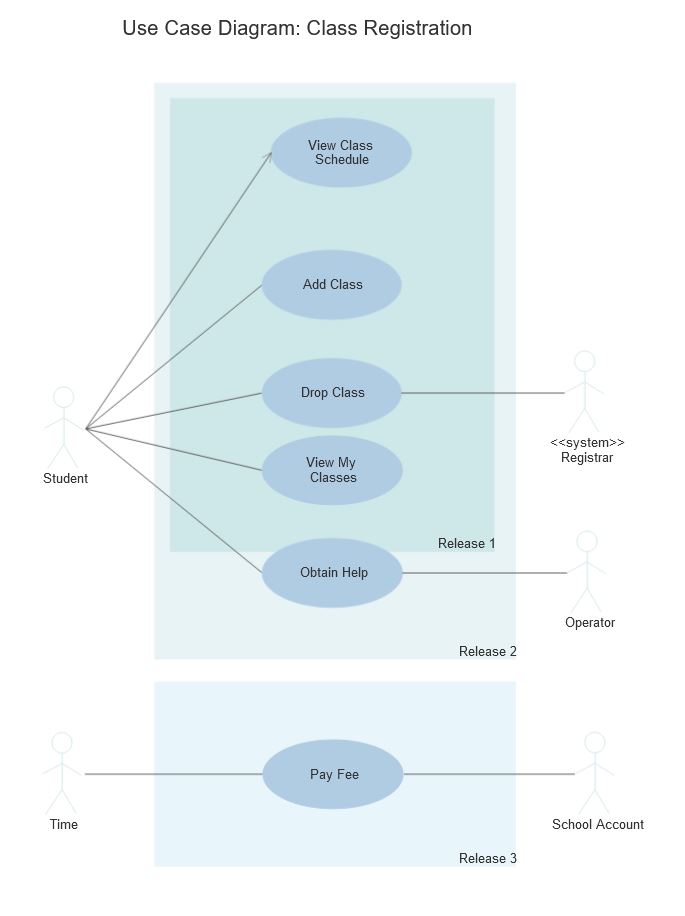 Use Case Diagram: Class Registration
View Class
Schedule
Add Class
Drop Class
<<system>>
Registrar
View My
Classes
Student
Release 1
Obtain Help
Operator
Release 2
Pay Fee
Time
School Account
Release 3